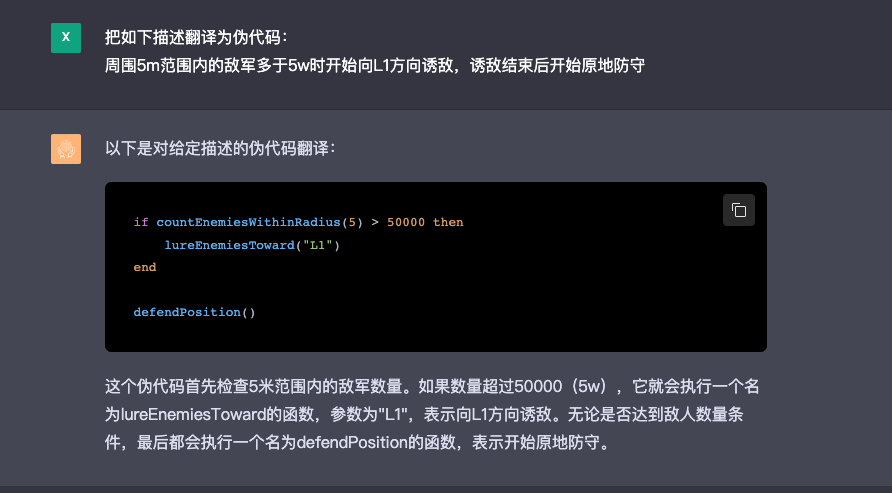 X
把如下描述翻译为伪代码：
周围5m范围内的敌军多于5w时开始向L1方向诱敌，诱敌结束后开始原地防守
以下是对给定描述的伪代码翻译：
if countEnemiesWithinRadius(5) > 50000 then
    lureEnemiesToward("L1")
end
defendPosition()
这个伪代码首先检查5米范围内的敌军数量。如果数量超过50000（5w），它就会执行一个名
为lureEnemiesToward的函数，参数为"L1"，表示向L1方向诱敌。无论是否达到敌人数量条
件，最后都会执行一个名为defendPosition的函数，表示开始原地防守。